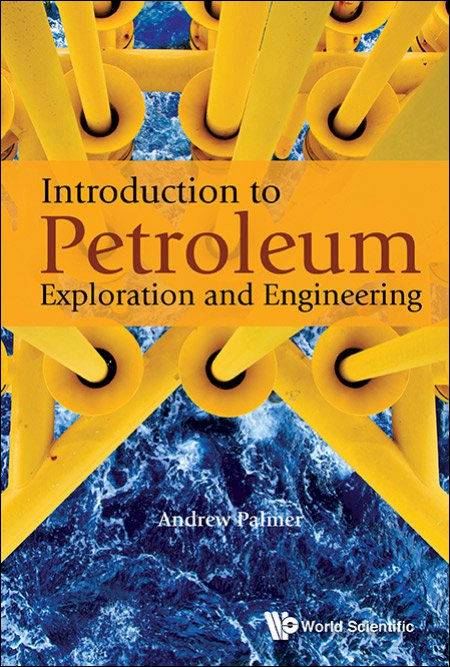 Introduction to
Petroleum
Exploration and Engineering
Andrew Palmer
World Scientific